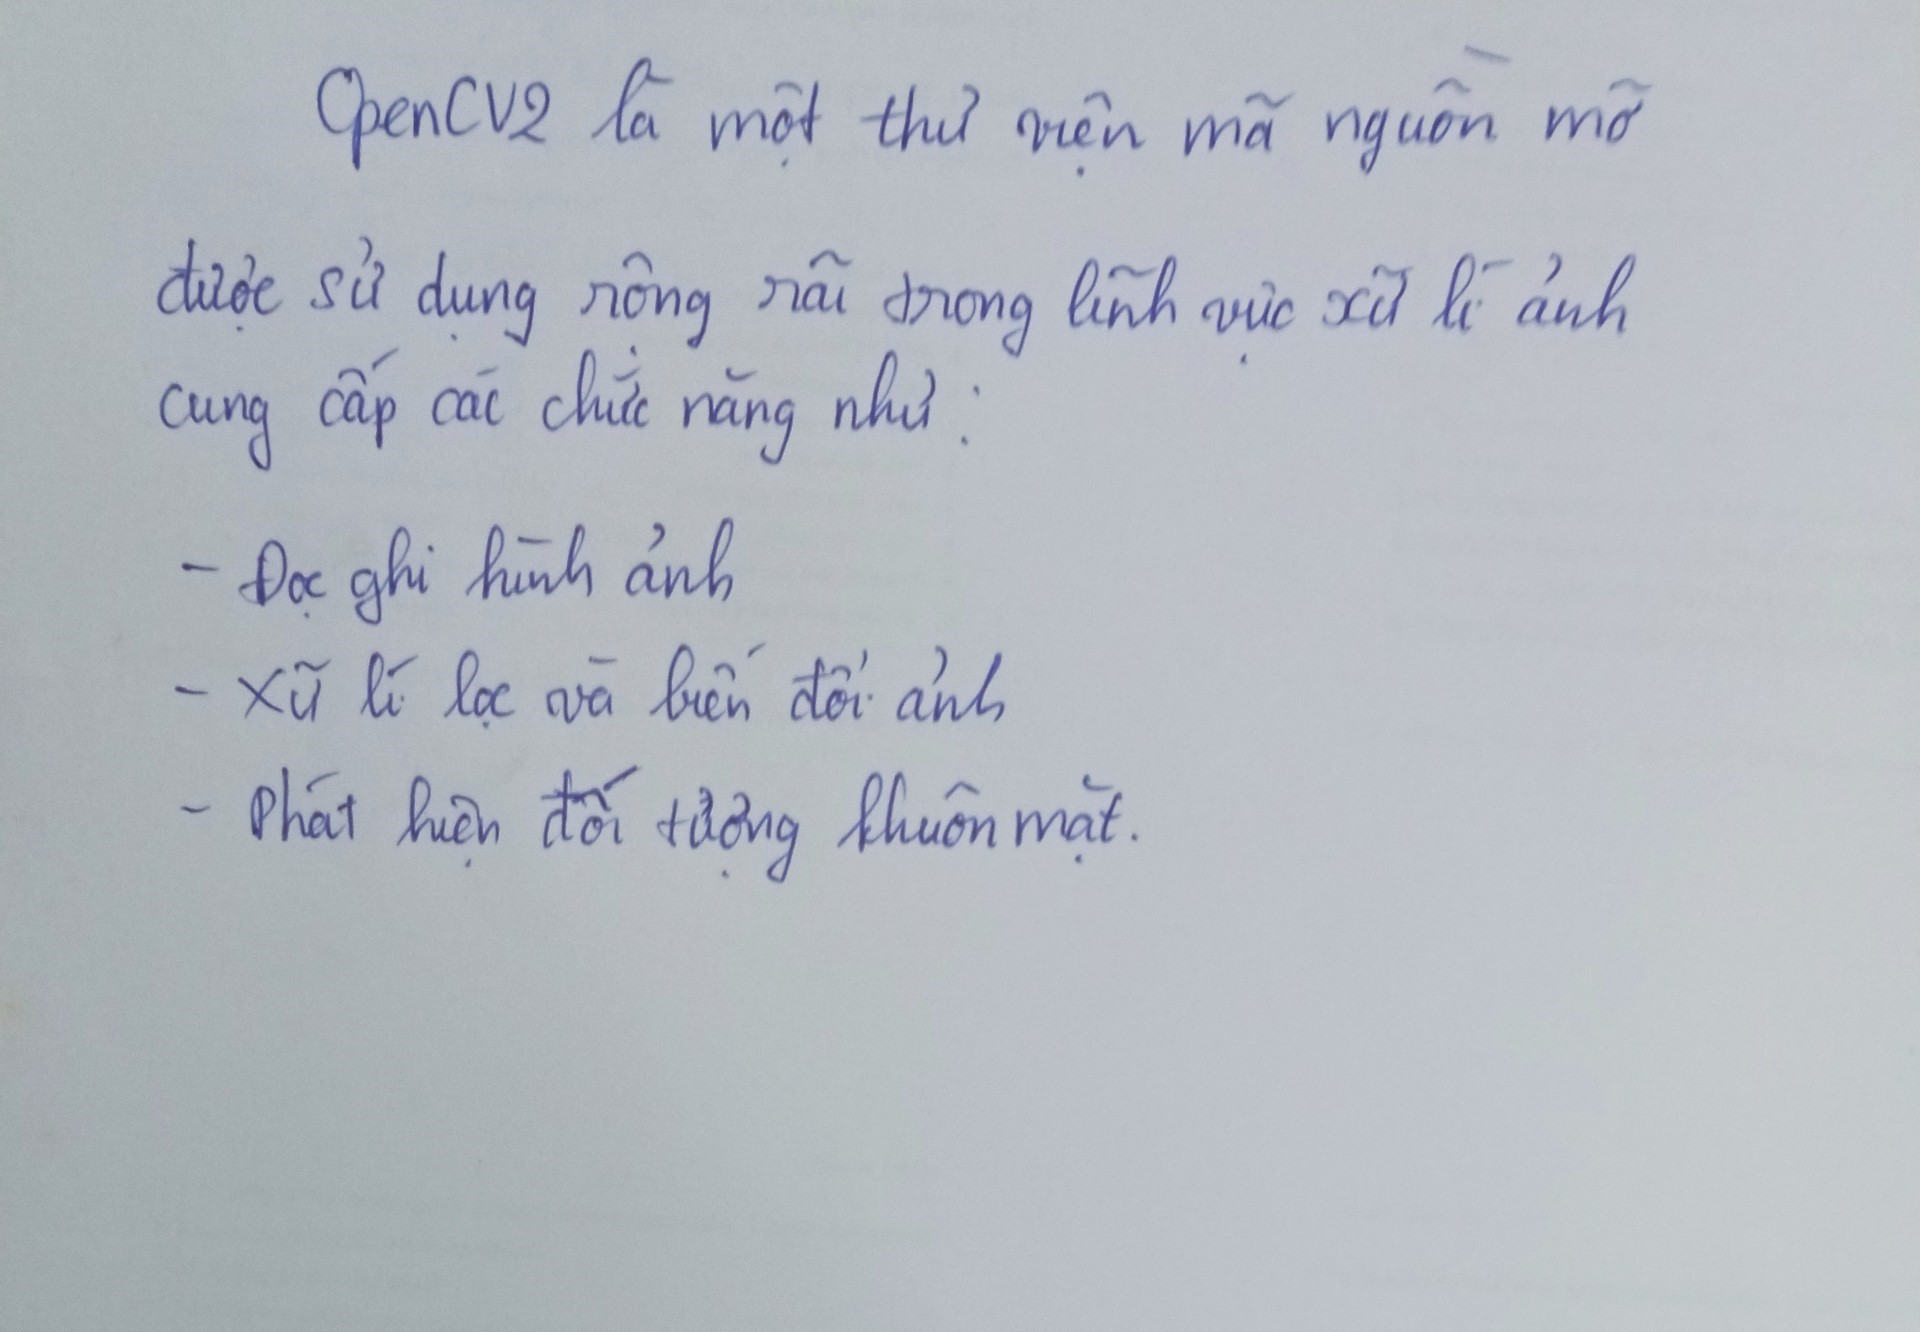 OpenCV2 là một thư viện mã nguồn mỡ
được sử dụng rộng rãi trong lĩnh vực xữ lí ảnh
cung cấp các chức năng như:
- Đọc ghi hình ảnh
- Xữ lí lọc và biến đổi ảnh
- Phát hiện đối tượng khuôn mặt.